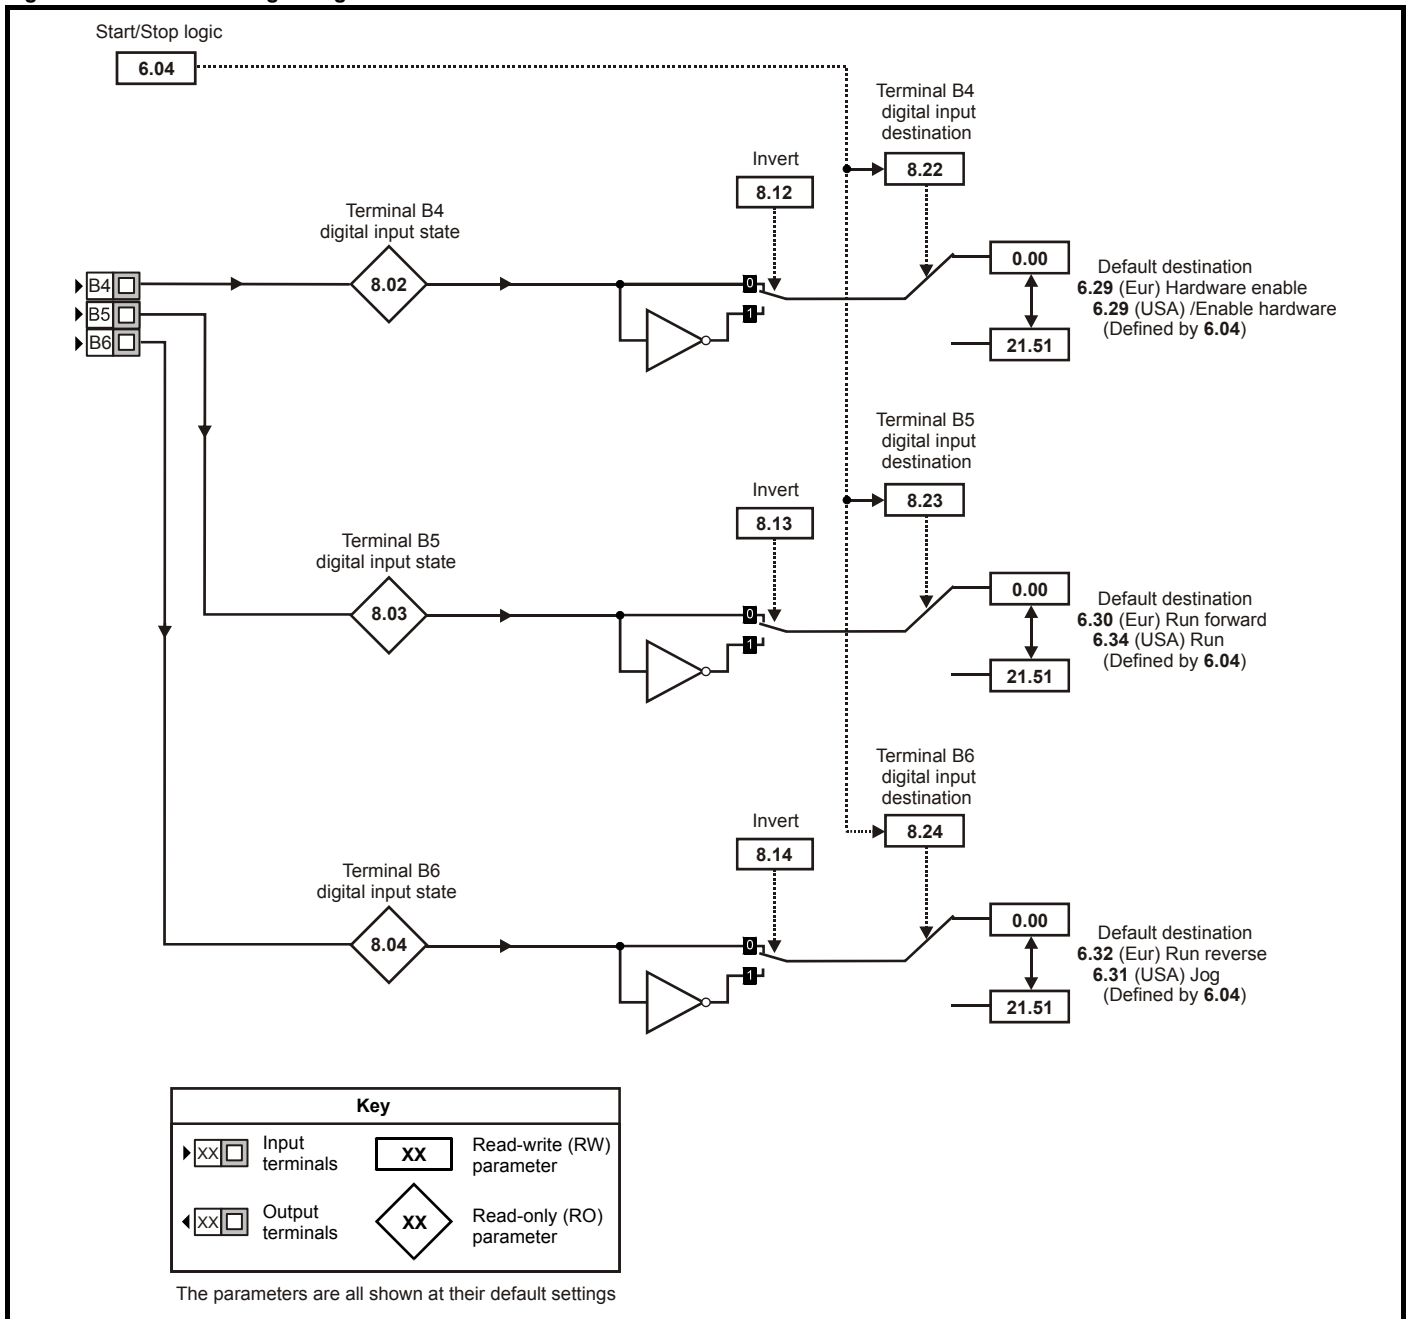 Start/Stop logic
6.04
Terminal B4
digital input
destination
8.22
Invert
8.12
Terminal B4
digital input state
8.02
B4
B5
B6
0
1
0.00
21.51
Default destination
6.29 (Eur) Hardware enable
6.29 (USA) /Enable hardware
(Defined by 6.04)
Terminal B5
digital input
destination
8.23
Invert
8.13
Terminal B5
digital input state
8.03
0
1
0.00
21.51
Default destination
6.30 (Eur) Run forward
6.34 (USA) Run
(Defined by 6.04)
Terminal B6
digital input
destination
8.24
Invert
8.14
Terminal B6
digital input state
8.04
0
1
0.00
21.51
Default destination
6.32 (Eur) Run reverse
6.31 (USA) Jog
(Defined by 6.04)
Key
XX
Input
terminals
XX
Read-write (RW)
parameter
XX
Output
terminals
XX
Read-only (RO)
parameter
The parameters are all shown at their default settings